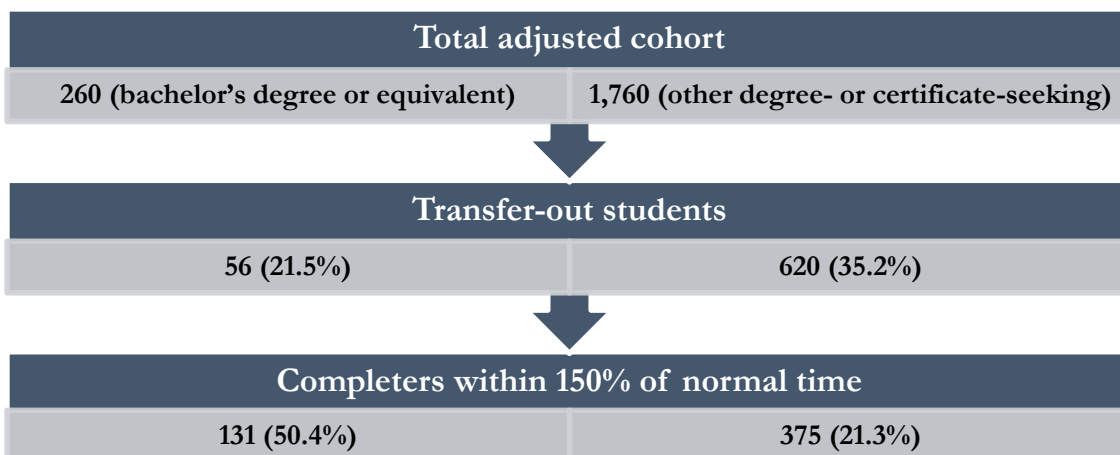 Total adjusted cohort
260 (bachelor’s degree or equivalent)
1,760 (other degree- or certificate-seeking)
Transfer-out students
56 (21.5%)
620 (35.2%)
Completers within 150% of normal time
131 (50.4%)
375 (21.3%)